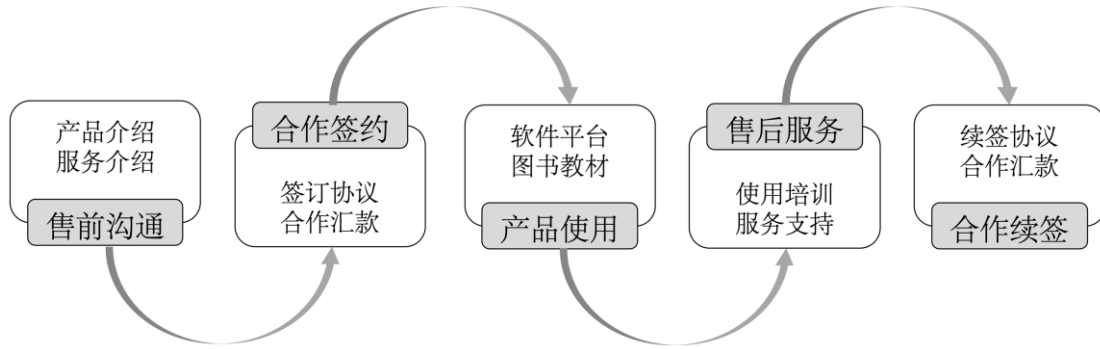 产品介绍
服务介绍
售前沟通
合作签约
签订协议
合作汇款
软件平台
图书教材
产品使用
售后服务
使用培训
服务支持
续签协议
合作汇款
合作续签